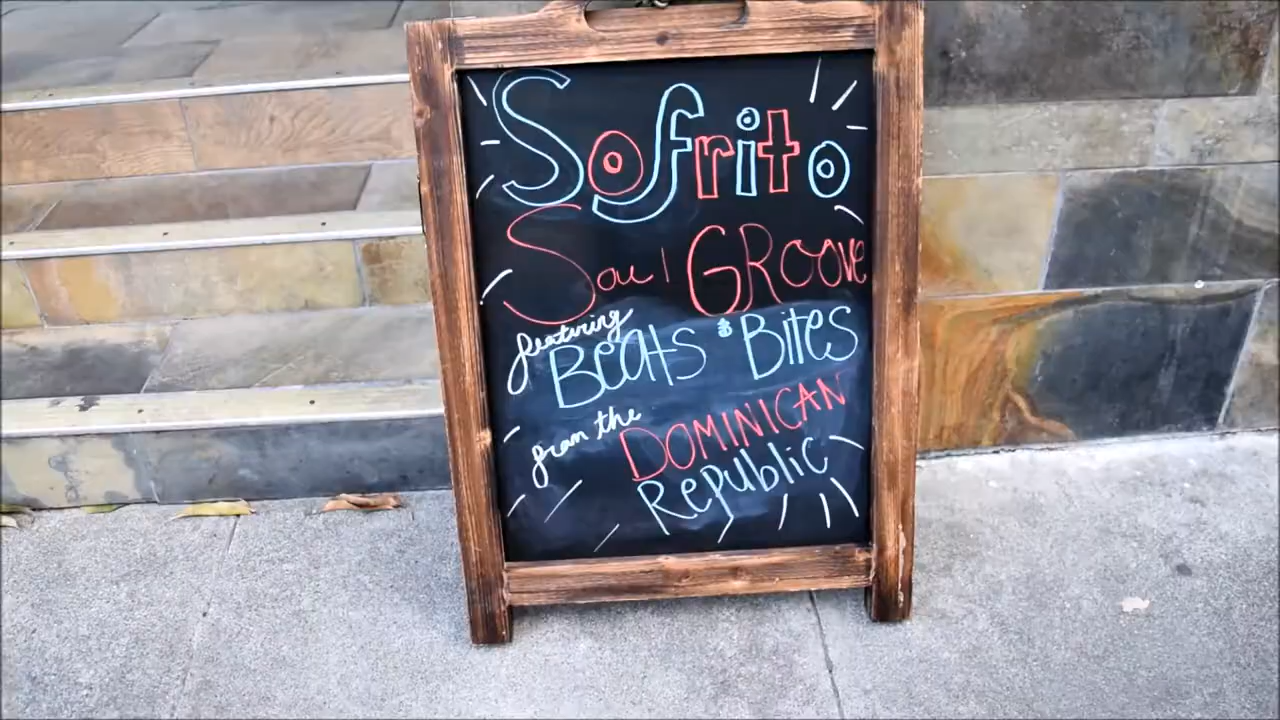 Sofrito
Soul GROOVE
featuring
BEATS & BitES
from the
DOMINICAN
REpublic